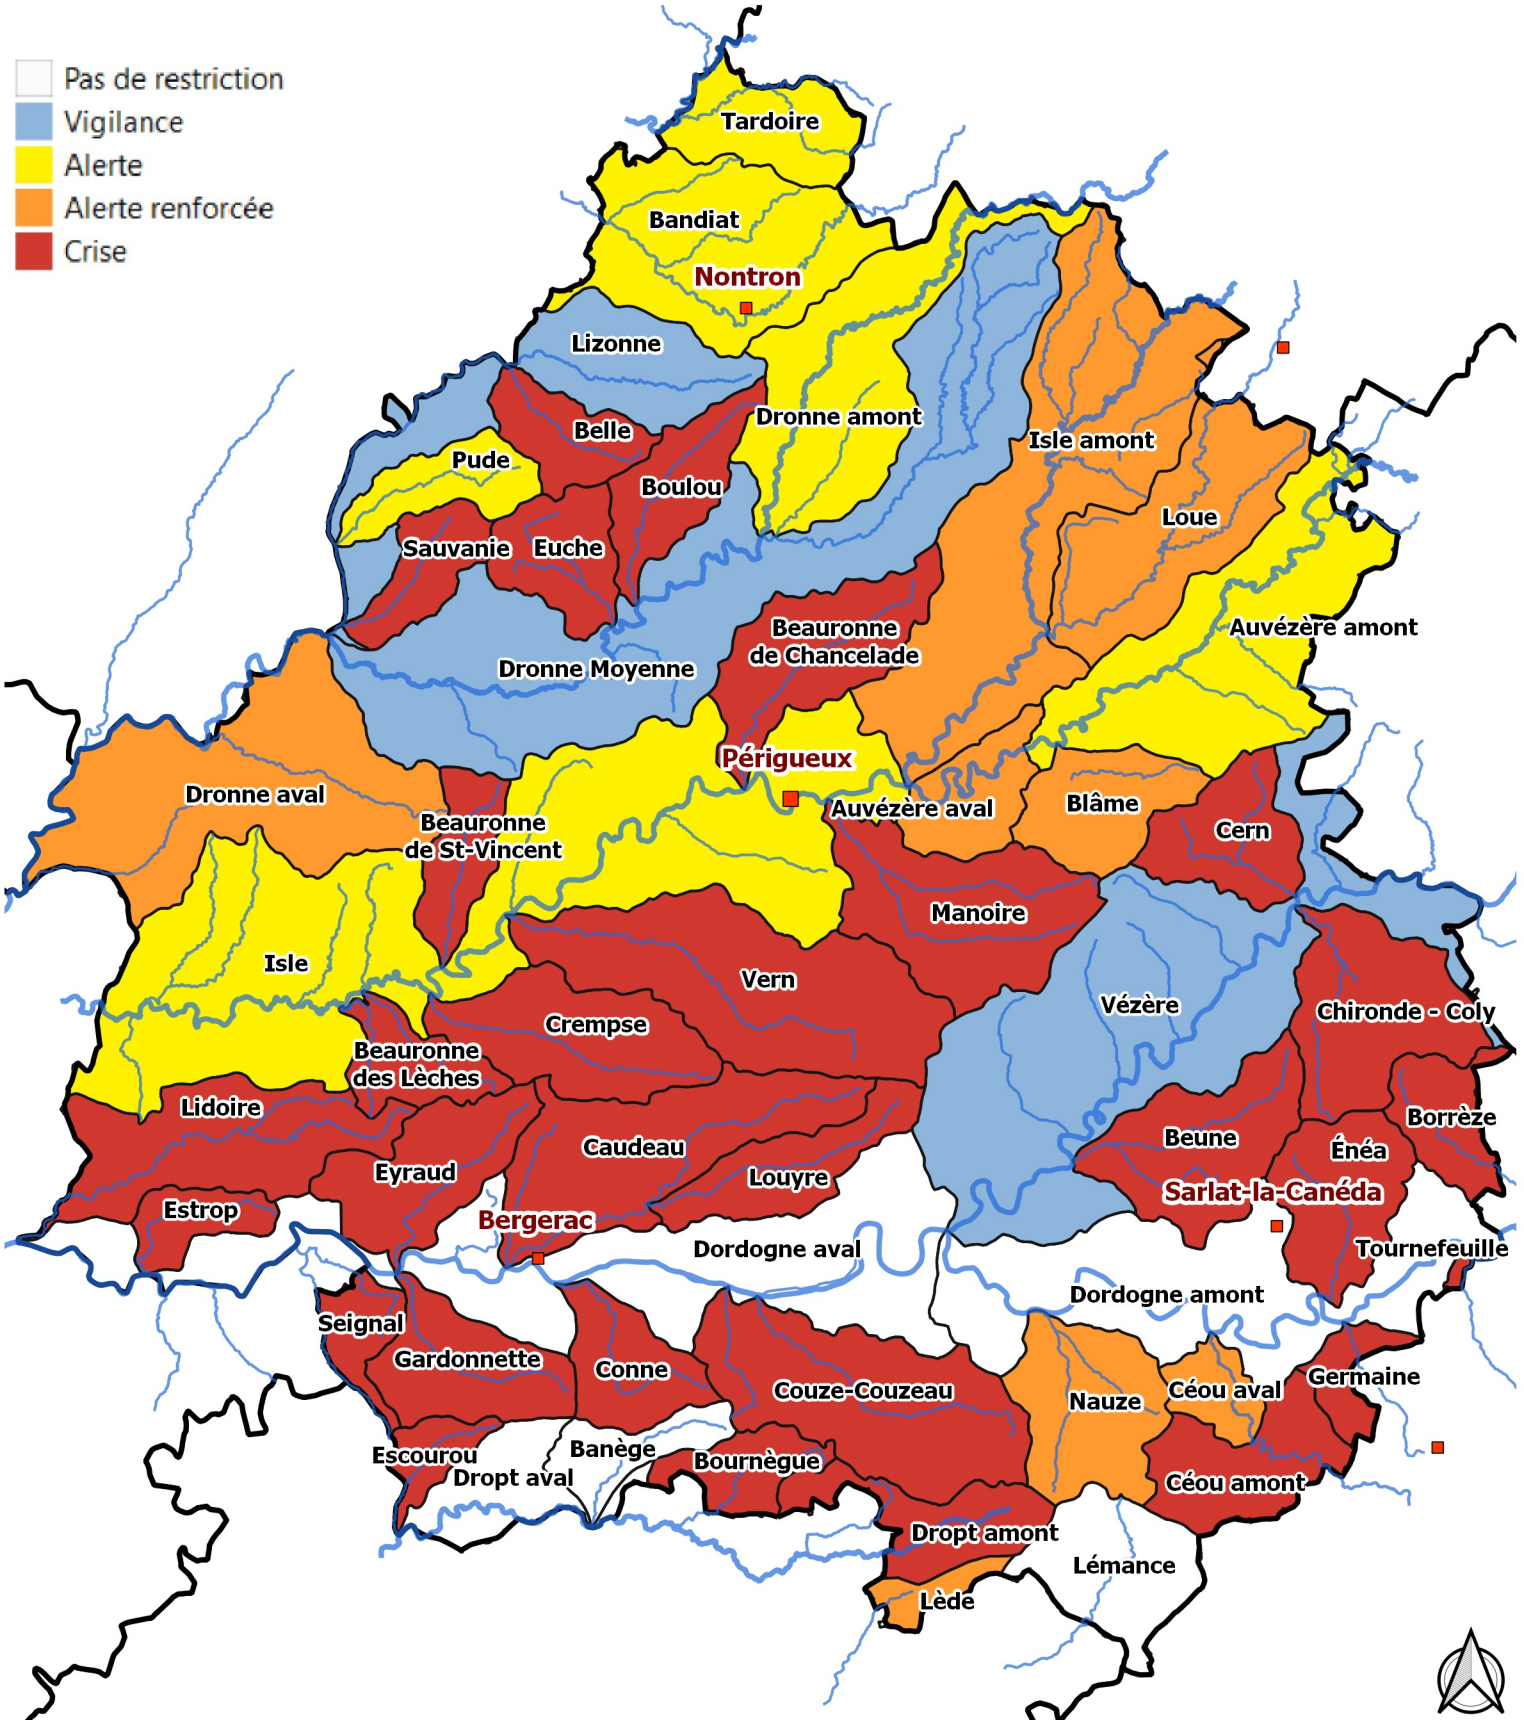 Pas de restriction
Vigilance
Alerte
Alerte renforcée
Crise
Tardoire
Bandiat
Nontron
Lizonne
Dronne amont
Belle
Isle amont
Pude
Boulou
Loue
Sauvanie
Euche
Auvézère amont
Beauronne
de Chancelade
Dronne Moyenne
Périgueux
Dronne aval
Blâme
Auvézère aval
Beauronne
de St-Vincent
Cern
Manoire
Isle
Vern
Vézère
Chironde - Coly
Crempse
Beauronne
des Lèches
Lidoire
Borrèze
Beune
Caudeau
Énéa
Eyraud
Louyre
Sarlat-la-Canéda
Estrop
Bergerac
Dordogne aval
Tournefeuille
Dordogne amont
Seignal
Gardonnette
Conne
Germaine
Couze-Couzeau
Céou aval
Nauze
Banège
Escourou
Bournègue
Dropt aval
Céou amont
Dropt amont
Lémance
Lède